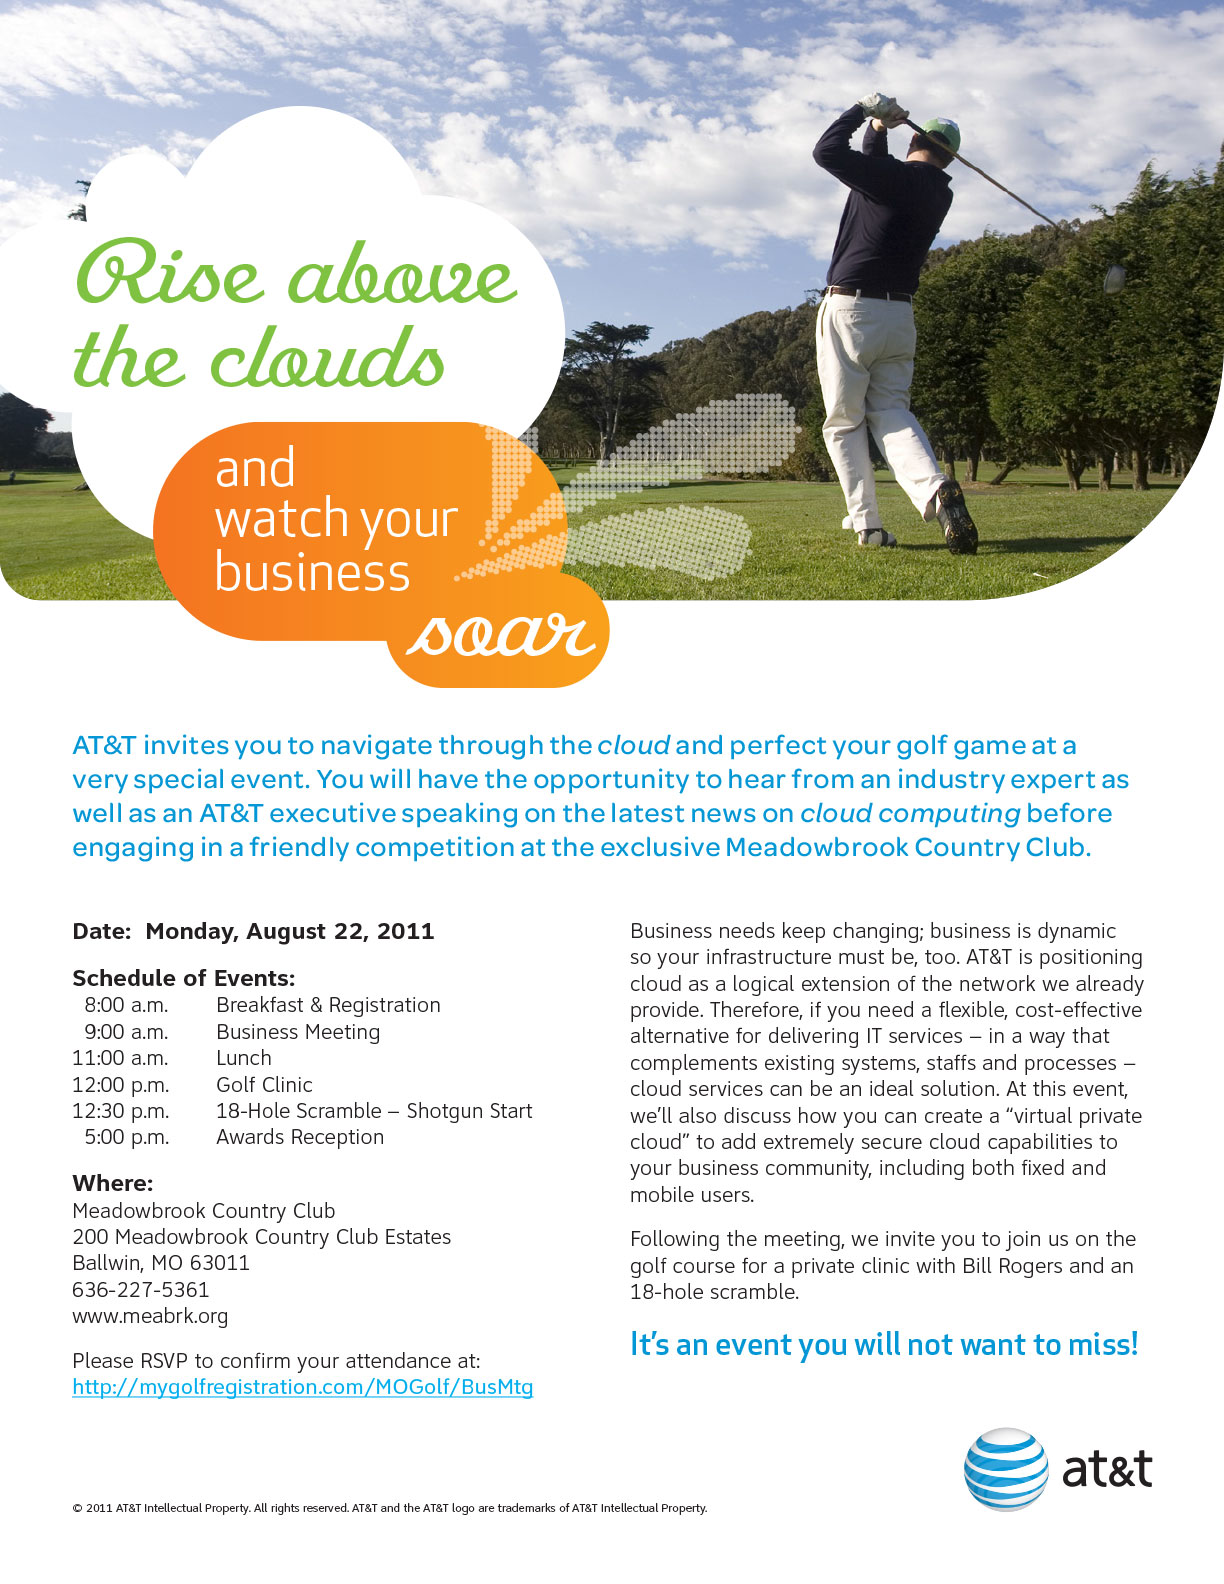 Rise above
the clouds
and
watch your
business
soar
AT&T invites you to navigate through the cloud and perfect your golf game at a
very special event. You will have the opportunity to hear from an industry expert as
well as an AT&T executive speaking on the latest news on cloud computing before
engaging in a friendly competition at the exclusive Meadowbrook Country Club.
Date: Monday, August 22, 2011
Schedule of Events:
8:00 a.m. Breakfast & Registration
9:00 a.m. Business Meeting
11:00 a.m. Lunch
12:00 p.m. Golf Clinic
12:30 p.m. 18-Hole Scramble – Shotgun Start
5:00 p.m. Awards Reception
Where:
Meadowbrook Country Club
200 Meadowbrook Country Club Estates
Ballwin, MO 63011
636-227-5361
www.meabrk.org
Please RSVP to confirm your attendance at:
http://mygolfregistration.com/MOGolf/BusMtg
Business needs keep changing; business is dynamic
so your infrastructure must be, too. AT&T is positioning
cloud as a logical extension of the network we already
provide. Therefore, if you need a flexible, cost-effective
alternative for delivering IT services – in a way that
complements existing systems, staffs and processes –
cloud services can be an ideal solution. At this event,
we’ll also discuss how you can create a “virtual private
cloud” to add extremely secure cloud capabilities to
your business community, including both fixed and
mobile users.
Following the meeting, we invite you to join us on the
golf course for a private clinic with Bill Rogers and an
18-hole scramble.
It’s an event you will not want to miss!
at&t
© 2011 AT&T Intellectual Property. All rights reserved. AT&T and the AT&T logo are trademarks of AT&T Intellectual Property.